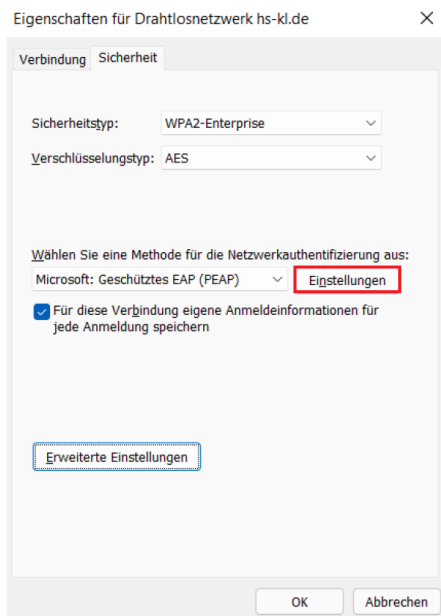 Eigenschaften für Drahtlosnetzwerk hs-kl.de
Verbindung Sicherheit
Sicherheitstyp: WPA2-Enterprise
Verschlüsselungstyp: AES
Wählen Sie eine Methode für die Netzwerkauthentifizierung aus:
Microsoft: Geschütztes EAP (PEAP) Einstellungen
Für diese Verbindung eigene Anmeldeinformationen für
jede Anmeldung speichern
Erweiterte Einstellungen
OK Abbrechen